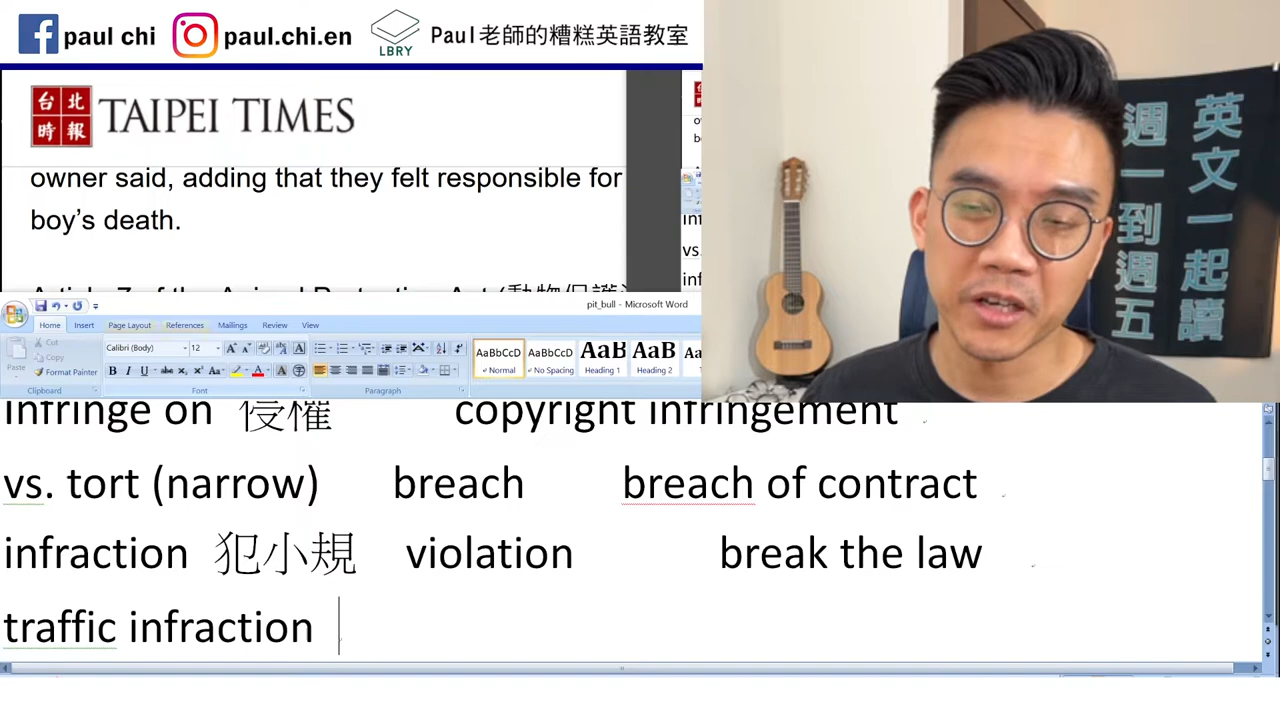 paul chi
paul.chi.en
LBRY
Paul老師的糟糕英語教室
台北時報
TAIPEI TIMES
owner said, adding that they felt responsible for
boy's death.
pit_bull - Microsoft Word
Home Insert Page Layout References Mailings Review View
Cut
Copy
Paste
Format Painter
Clipboard
Calibri (Body) 12
Font
Paragraph
AaBbCcD
Normal
AaBbCcD
No Spacing
AaB
Heading 1
AaB
Heading 2
infringe on 侵權 copyright infringement
vs. tort (narrow) breach breach of contract
infraction 犯小規 violation break the law
traffic infraction
英文一起讀
週一到週五